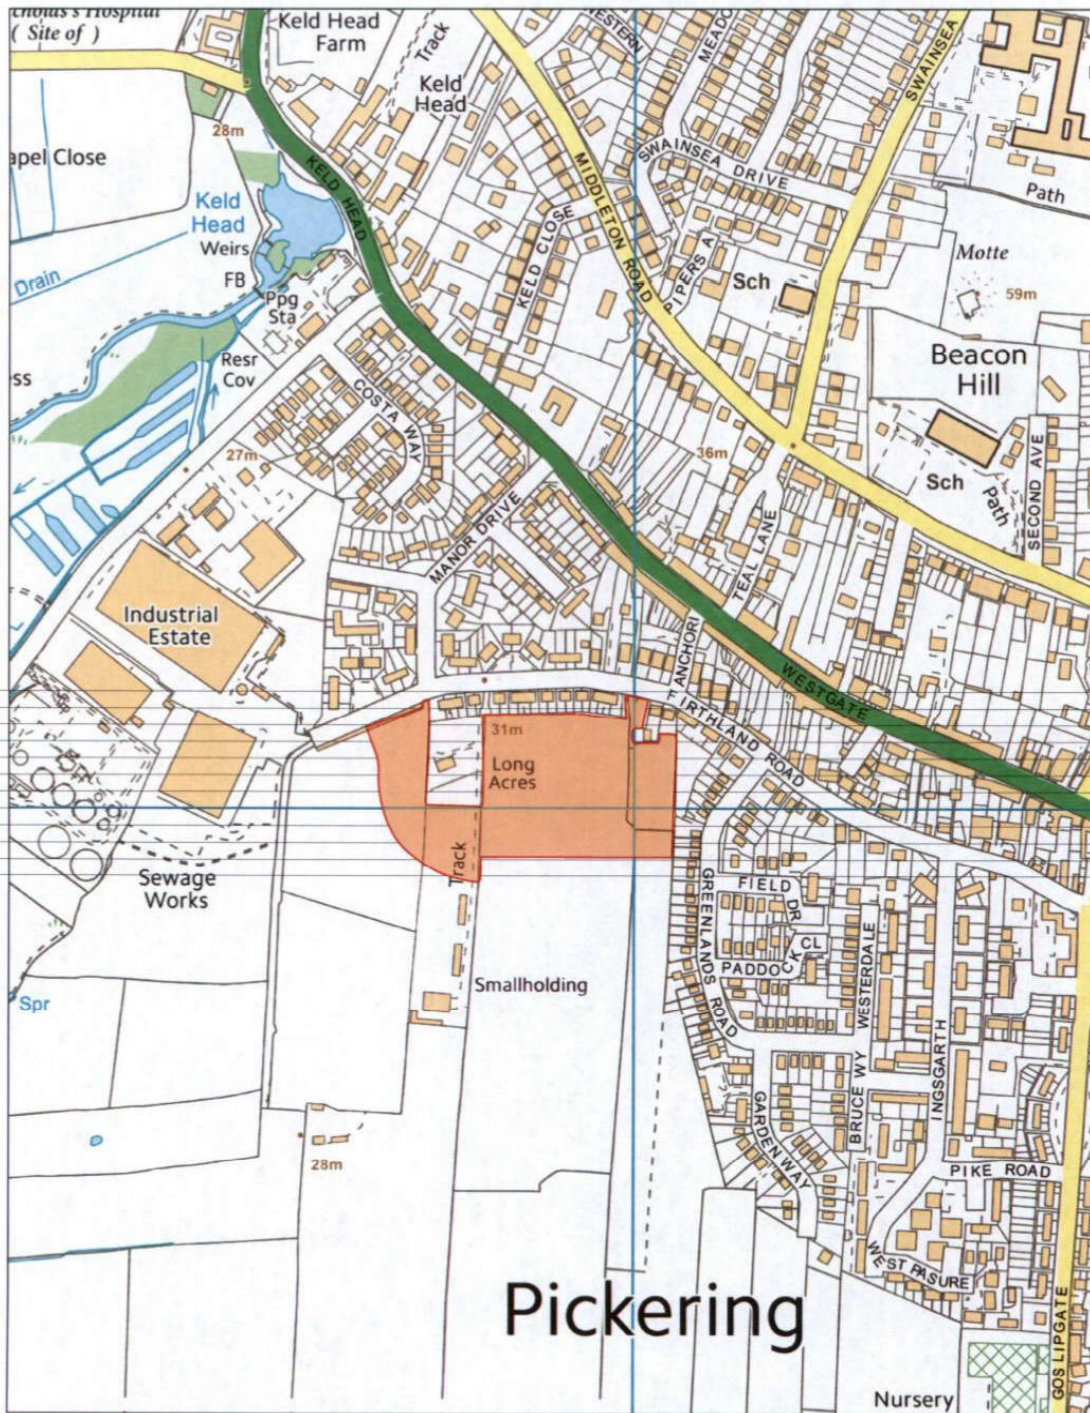 ( Site of )
Keld Head
Farm
Track
Keld
Head
MEADO
SWAINSEA
28m
apel Close
KELD HEAD
MIDDLETON ROAD
SWAINSEA DRIVE
Path
Keld
Head
Weirs
FB
Ppg
Sta
Drain
KELD CLOSE
PIPERS A
Sch
Motte
59m
Beacon
Hill
Resr
Cov
ss
COSTA WAY
27m
36m
Sch
Path
SECOND AVE
MANOR DRIVE
TEAL LANE
Industrial
Estate
ANCHORI
WESTGATE
FIRTHLAND ROAD
31m
Long
Acres
Track
Sewage
Works
GREENLANDS ROAD
FIELD DR
PADDOCK CL
WESTERDALE
Smallholding
Spr
INGSGARTH
BRUCE WY
GARDENWAY
28m
PIKE ROAD
WEST PASURE
Pickering
GOSLIPGATE
Nursery